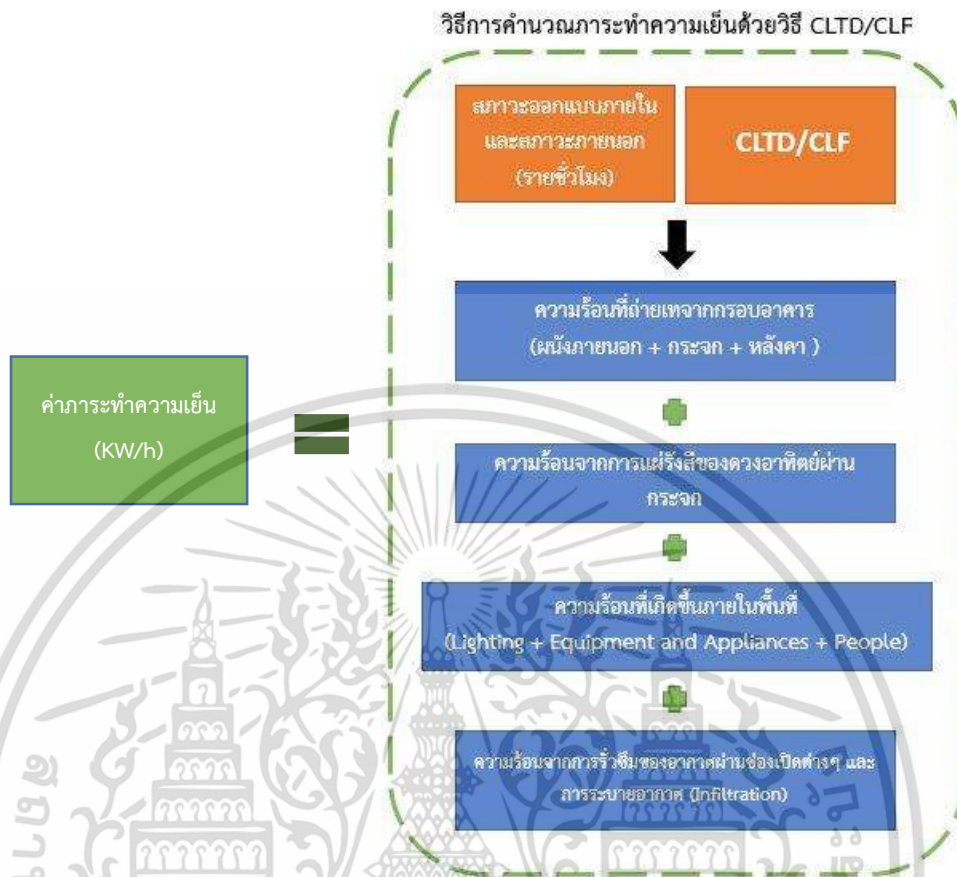 วิธีการคำนวณภาระทำความเย็นด้วยวิธี CLTD/CLF
สภาวะออกแบบภายใน
และสภาวะภายนอก
(รายชั่วโมง)
CLTD/CLF
ความร้อนที่ถ่ายเทจากกรอบอาคาร
(ผนังภายนอก + กระจก + หลังคา )
ค่าภาระทำความเย็น
(KW/h)
ความร้อนจากการแผ่รังสีของดวงอาทิตย์ผ่าน
กระจก
ความร้อนที่เกิดขึ้นภายในพื้นที่
(Lighting + Equipment and Appliances + People)
ความร้อนจากการรั่วซึมของอากาศผ่านช่องเปิดต่างๆ และ
การระบายอากาศ (Infiltration)